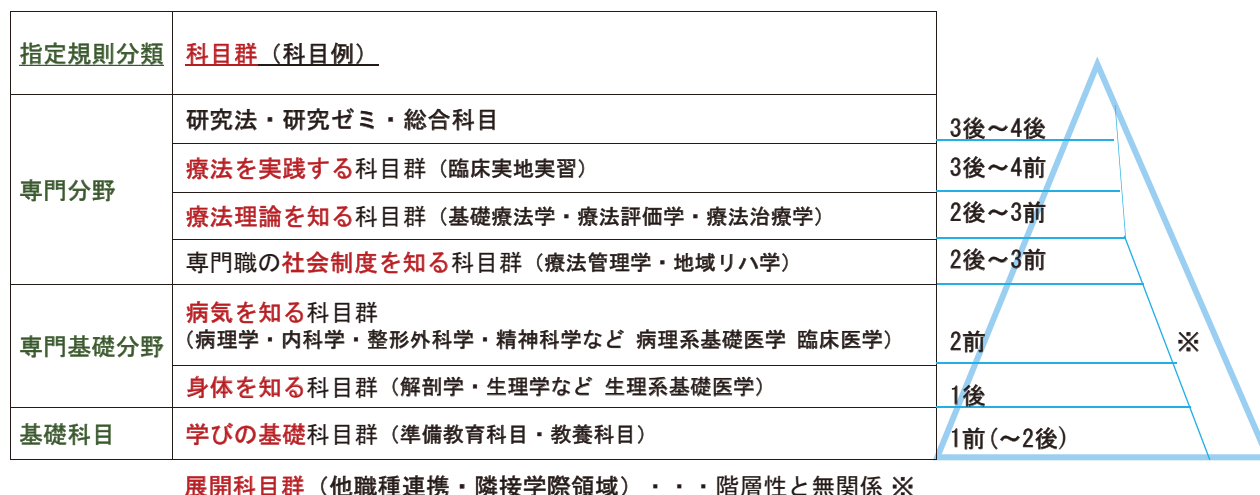 指定規則分類
科目群（科目例）
専門分野
研究法・研究ゼミ・総合科目
3後～4後
療法を実践する科目群（臨床実地実習）
3後～4前
療法理論を知る科目群（基礎療法学・療法評価学・療法治療学）
2後～3前
専門職の社会制度を知る科目群（療法管理学・地域リハ学）
2後～3前
専門基礎分野
病気を知る科目群
（病理学・内科学・整形外科学・精神科学など 病理系基礎医学 臨床医学）
2前
※
身体を知る科目群（解剖学・生理学など 生理系基礎医学）
1後
基礎科目
学びの基礎科目群（準備教育科目・教養科目）
1前(～2後)
展開科目群（他職種連携・隣接学際領域）・・・階層性と無関係 ※